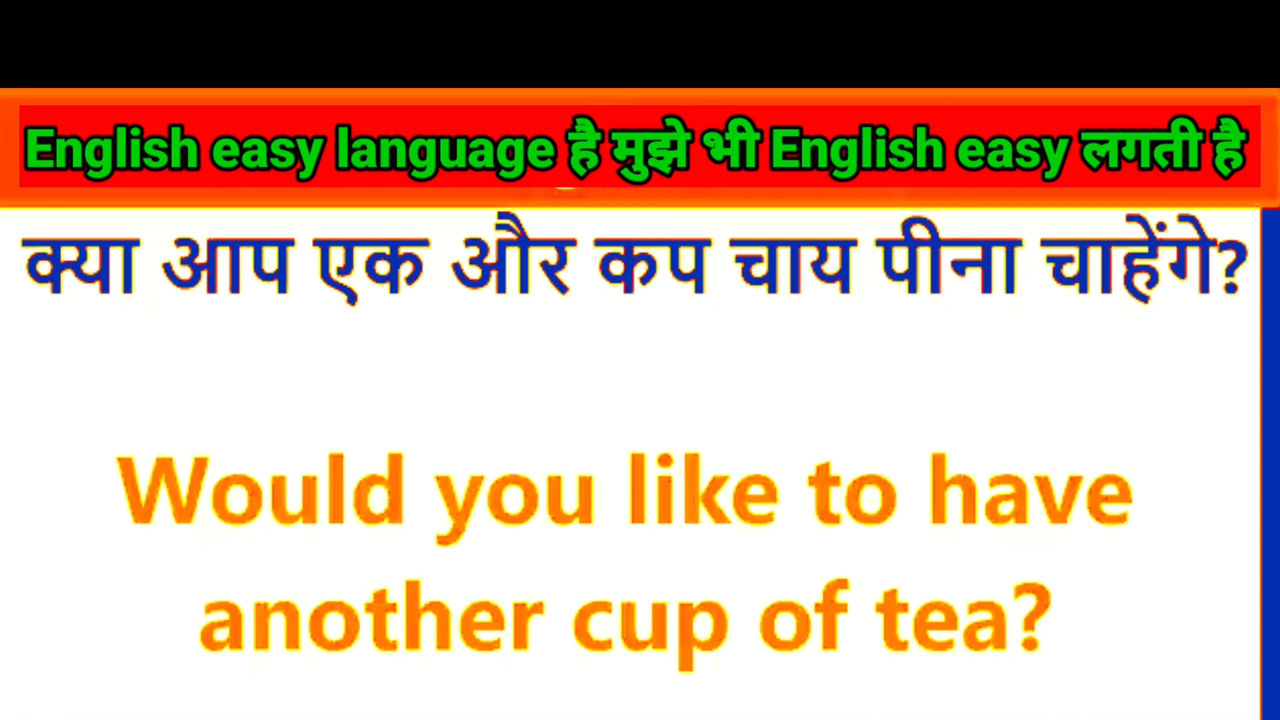 English easy language है मुझे भी English easy लगती है
क्या आप एक और कप चाय पीना चाहेंगे?
Would you like to have
another cup of tea?